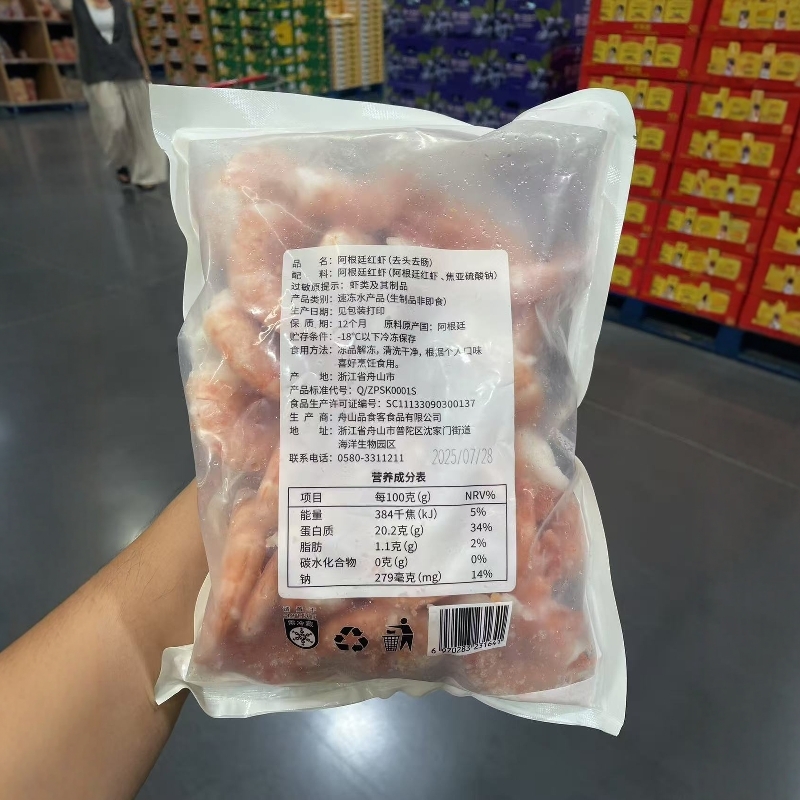 品 名：阿根廷红虾（去头去肠）
配 料：阿根廷红虾（阿根廷红虾、焦亚硫酸钠）
过敏原提示：虾类及其制品
产品类别：速冻水产品（生制品非即食）
生产日期：见包装打印
保 质 期：12个月 原料原产国：阿根廷
贮存条件：-18℃以下冷冻保存
食用方法：冻品解冻，清洗干净，根据个人口味
喜好烹饪食用。
产 地：浙江省舟山市
产品标准代号：Q/ZPSK0001S
食品生产许可证编号：SC11133090300137
生 产 商：舟山品食客食品有限公司
地 址：浙江省舟山市普陀区沈家门街道
海洋生物园区
联系电话：0580-3311211
2025/07/28
营养成分表
项目 每100克(g) NRV%
能量 384千焦(kJ) 5%
蛋白质 20.2克(g) 34%
脂肪 1.1克(g) 2%
碳水化合物 0克(g) 0%
钠 279毫克(mg) 14%